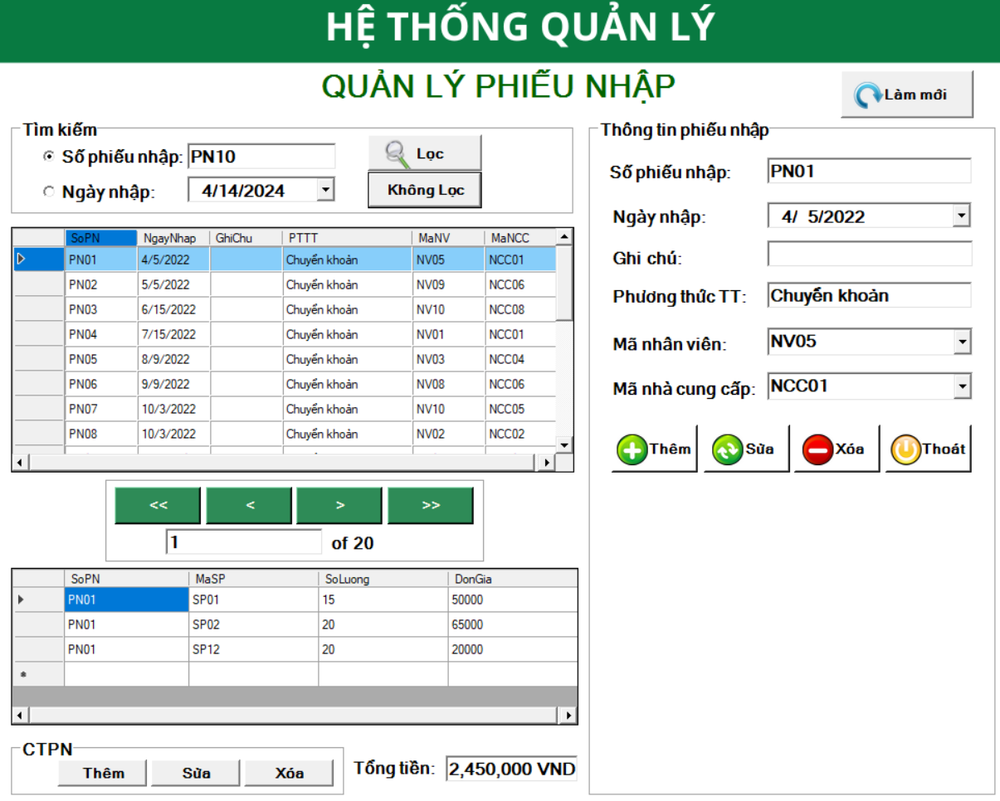 HỆ THỐNG QUẢN LÝ
QUẢN LÝ PHIẾU NHẬP
Làm mới
Tìm kiếm
Số phiếu nhập: PN10
Lọc
Ngày nhập: 4/14/2024
Không Lọc
SoPN NgayNhap GhiChu PTTT MaNV MaNCC
PN01 4/5/2022 Chuyển khoản NV05 NCC01
PN02 5/5/2022 Chuyển khoản NV09 NCC06
PN03 6/15/2022 Chuyển khoản NV10 NCC08
PN04 7/15/2022 Chuyển khoản NV01 NCC01
PN05 8/9/2022 Chuyển khoản NV03 NCC04
PN06 9/9/2022 Chuyển khoản NV08 NCC06
PN07 10/3/2022 Chuyển khoản NV10 NCC05
PN08 10/3/2022 Chuyển khoản NV02 NCC02
<< < > >>
1 of 20
SoPN MaSP SoLuong DonGia
PN01 SP01 15 50000
PN01 SP02 20 65000
PN01 SP12 20 20000
CTPN
Thêm Sửa Xóa
Tổng tiền: 2,450,000 VND
Thông tin phiếu nhập
Số phiếu nhập: PN01
Ngày nhập: 4/ 5/2022
Ghi chú:
Phương thức TT: Chuyển khoản
Mã nhân viên: NV05
Mã nhà cung cấp: NCC01
Thêm Sửa Xóa Thoát